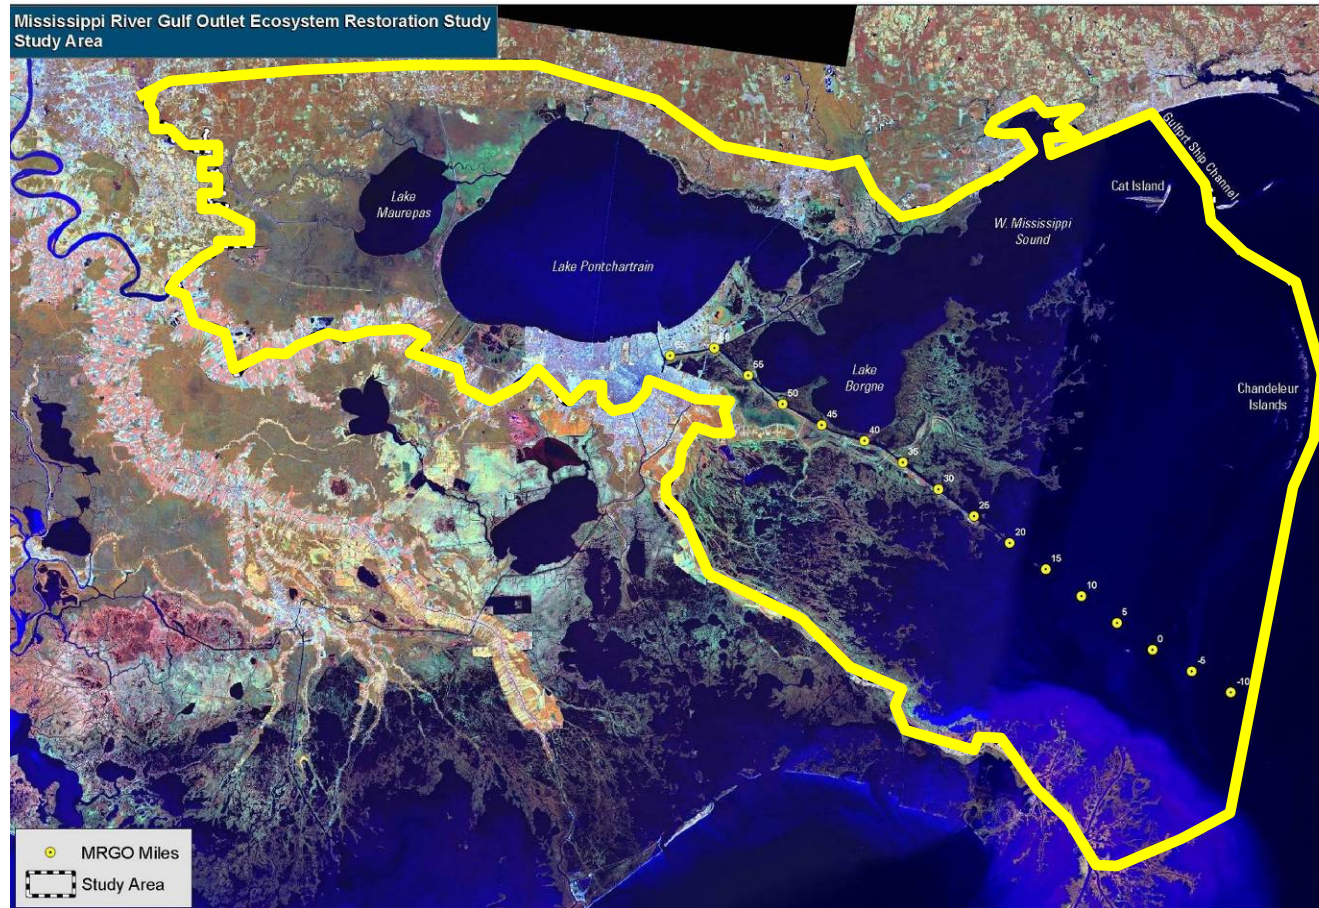 Mississippi River Gulf Outlet Ecosystem Restoration Study
Study Area
Gulfport Ship Channel
Cat Island
Lake
Maurepas
W. Mississippi
Sound
Lake Pontchartrain
65
55
Lake
Borgne
50
Chandeleur
Islands
45
40
35
30
25
20
15
10
5
0
-5
-10
MRGO Miles
Study Area